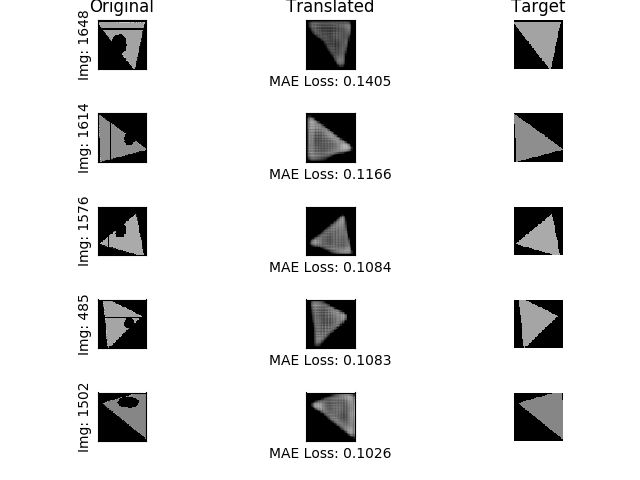 Original Translated Target
Img: 1648
MAE Loss: 0.1405
Img: 1614
MAE Loss: 0.1166
Img: 1576
MAE Loss: 0.1084
Img: 485
MAE Loss: 0.1083
Img: 1502
MAE Loss: 0.1026